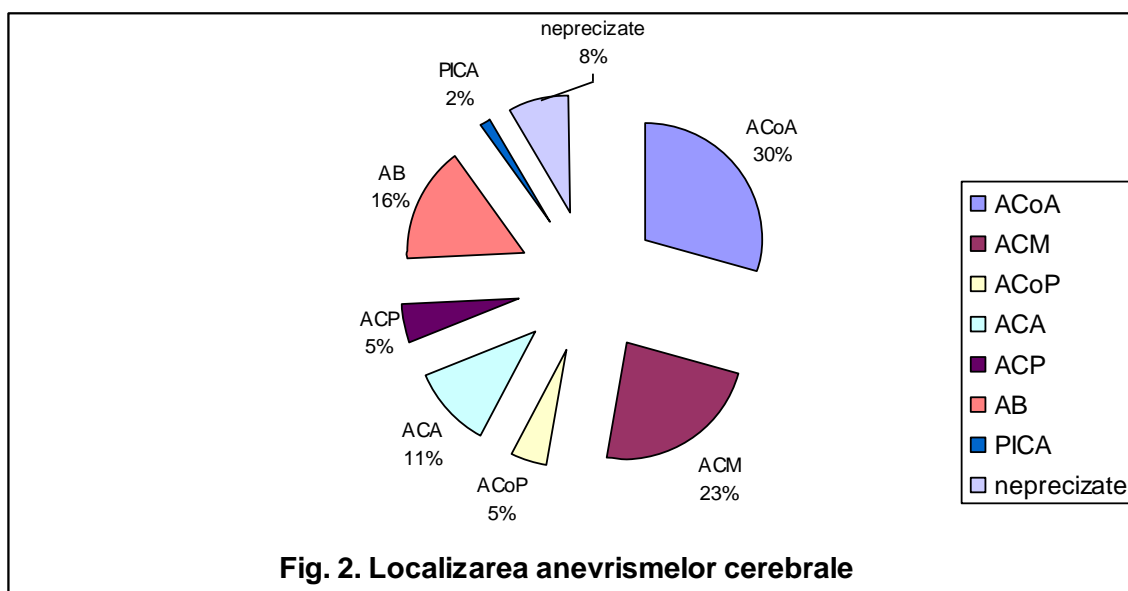 neprecizate
8%
PICA
2%
ACoA
30%
AB
16%
ACP
5%
ACA
11%
ACoP
5%
ACM
23%
ACoA
ACM
ACoP
ACA
ACP
AB
PICA
neprecizate
Fig. 2. Localizarea anevrismelor cerebrale